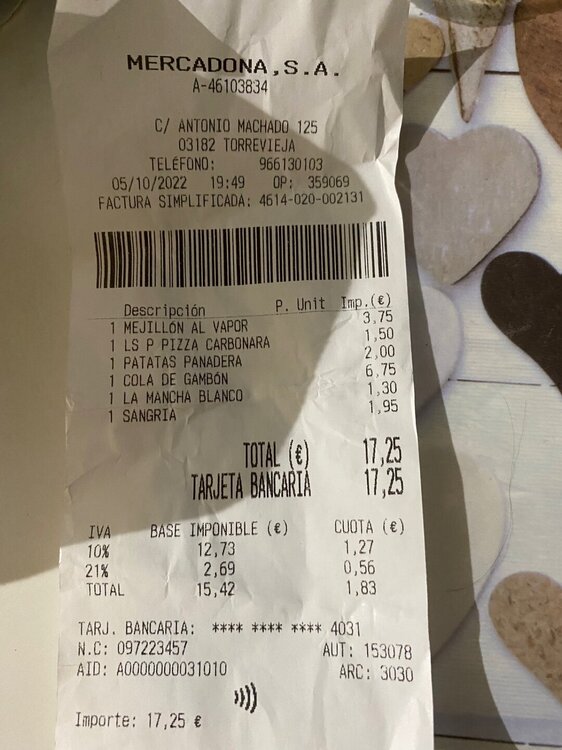 MERCADONA,S.A.
A-46103834
C/ ANTONIO MACHADO 125
03182 TORREVIEJA
TELÉFONO: 966130103
05/10/2022 19:49 OP: 359069
FACTURA SIMPLIFICADA: 4614-020-002131
Descripción P. Unit Imp.(€)
1 MEJILLÓN AL VAPOR 3,75
1 LS P PIZZA CARBONARA 1,50
1 PATATAS PANADERA 2,00
1 COLA DE GAMBÓN 6,75
1 LA MANCHA BLANCO 1,30
1 SANGRIA 1,95
TOTAL (€) 17,25
TARJETA BANCARIA 17,25
IVA BASE IMPONIBLE (€) CUOTA (€)
10% 12,73 1,27
21% 2,69 0,56
TOTAL 15,42 1,83
TARJ. BANCARIA: **** **** **** 4031
N.C: 097223457 AUT: 153078
AID: A0000000031010 ARC: 3030
Importe: 17,25 €